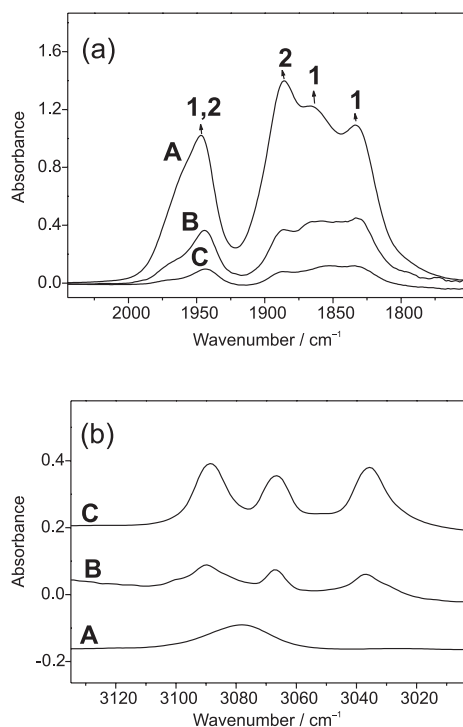 (a)
1.6
1.2
0.8
0.4
0.0
Absorbance
A
B
C
1,2
2
1
1
2000 1950 1900 1850 1800
Wavenumber / cm⁻¹
(b)
0.4
0.2
0.0
-0.2
Absorbance
C
B
A
3120 3100 3080 3060 3040 3020
Wavenumber / cm⁻¹